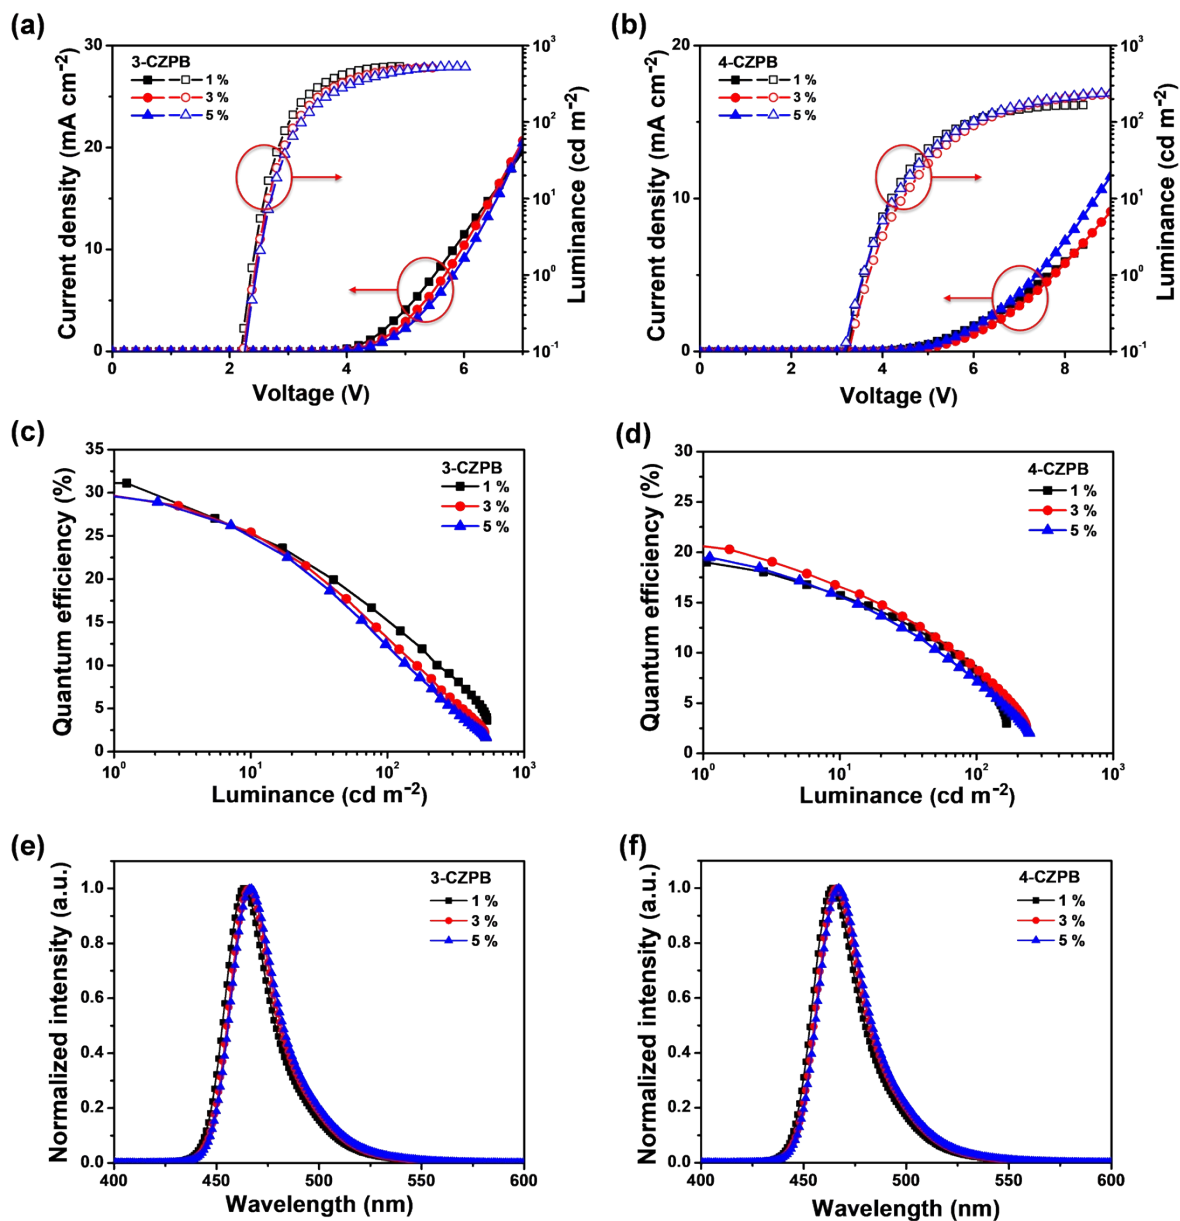 (a)
3-CZPB
1 %
3 %
5 %
Current density (mA cm⁻²)
30
20
10
0
Luminance (cd m⁻²)
10³
10²
10¹
10⁰
10⁻¹
0 2 4 6
Voltage (V)
(b)
4-CZPB
1 %
3 %
5 %
Current density (mA cm⁻²)
20
15
10
5
0
Luminance (cd m⁻²)
10³
10²
10¹
10⁰
10⁻¹
0 2 4 6 8
Voltage (V)
(c)
3-CZPB
1 %
3 %
5 %
Quantum efficiency (%)
35
30
25
20
15
10
5
0
10⁰ 10¹ 10² 10³
Luminance (cd m⁻²)
(d)
4-CZPB
1 %
3 %
5 %
Quantum efficiency (%)
30
25
20
15
10
5
0
10⁰ 10¹ 10² 10³
Luminance (cd m⁻²)
(e)
3-CZPB
1 %
3 %
5 %
Normalized intensity (a.u.)
1.0
0.8
0.6
0.4
0.2
0.0
400 450 500 550 600
Wavelength (nm)
(f)
4-CZPB
1 %
3 %
5 %
Normalized intensity (a.u.)
1.0
0.8
0.6
0.4
0.2
0.0
400 450 500 550 600
Wavelength (nm)